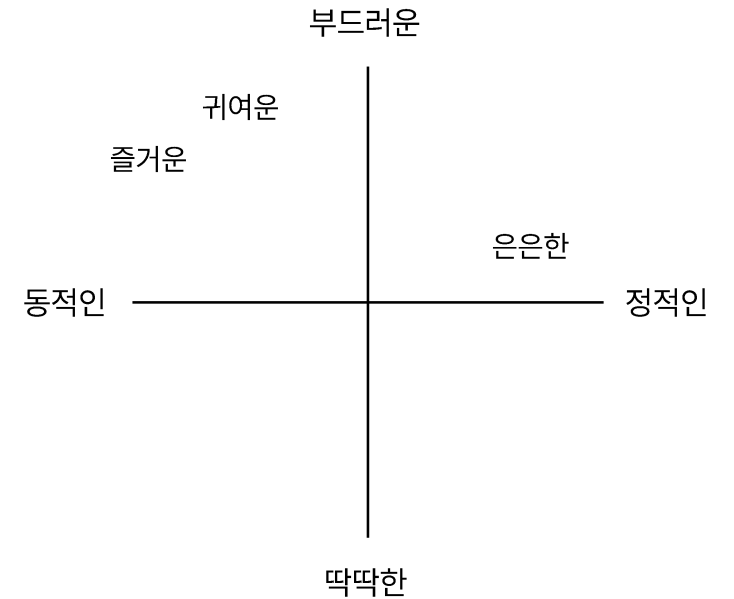 부드러운
귀여운
즐거운
은은한
동적인
정적인
딱딱한